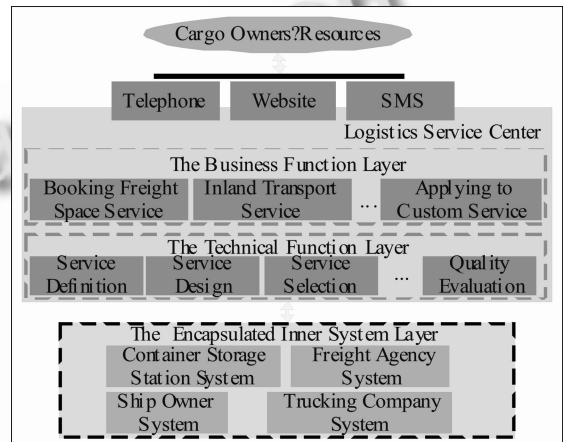 Cargo Owners?Resources
Telephone
Website
SMS
Logistics Service Center
The Business Function Layer
Booking Freight
Space Service
Inland Transport
Service
...
Applying to
Custom Service
The Technical Function Layer
Service
Definition
Service
Design
Service
Selection
...
Quality
Evaluation
The Encapsulated Inner System Layer
Container Storage
Station System
Freight Agency
System
Ship Owner
System
Trucking Company
System